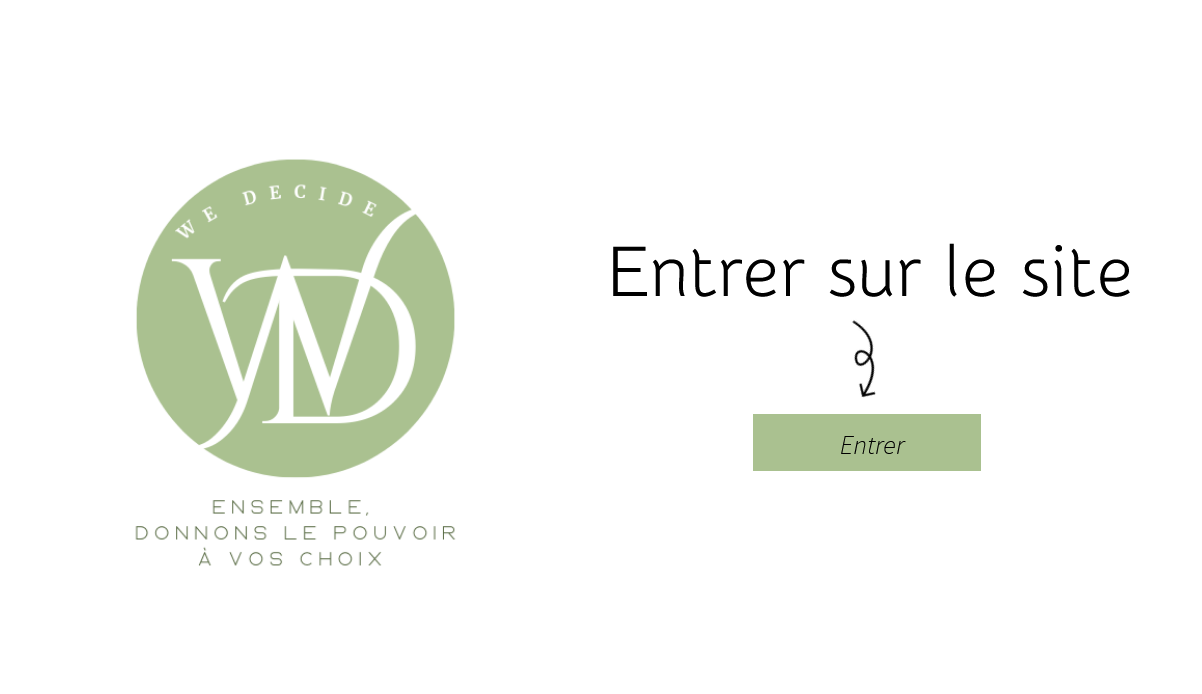 WE DECIDE
WD
ENSEMBLE,
DONNONS LE POUVOIR
À VOS CHOIX
Entrer sur le site
Entrer